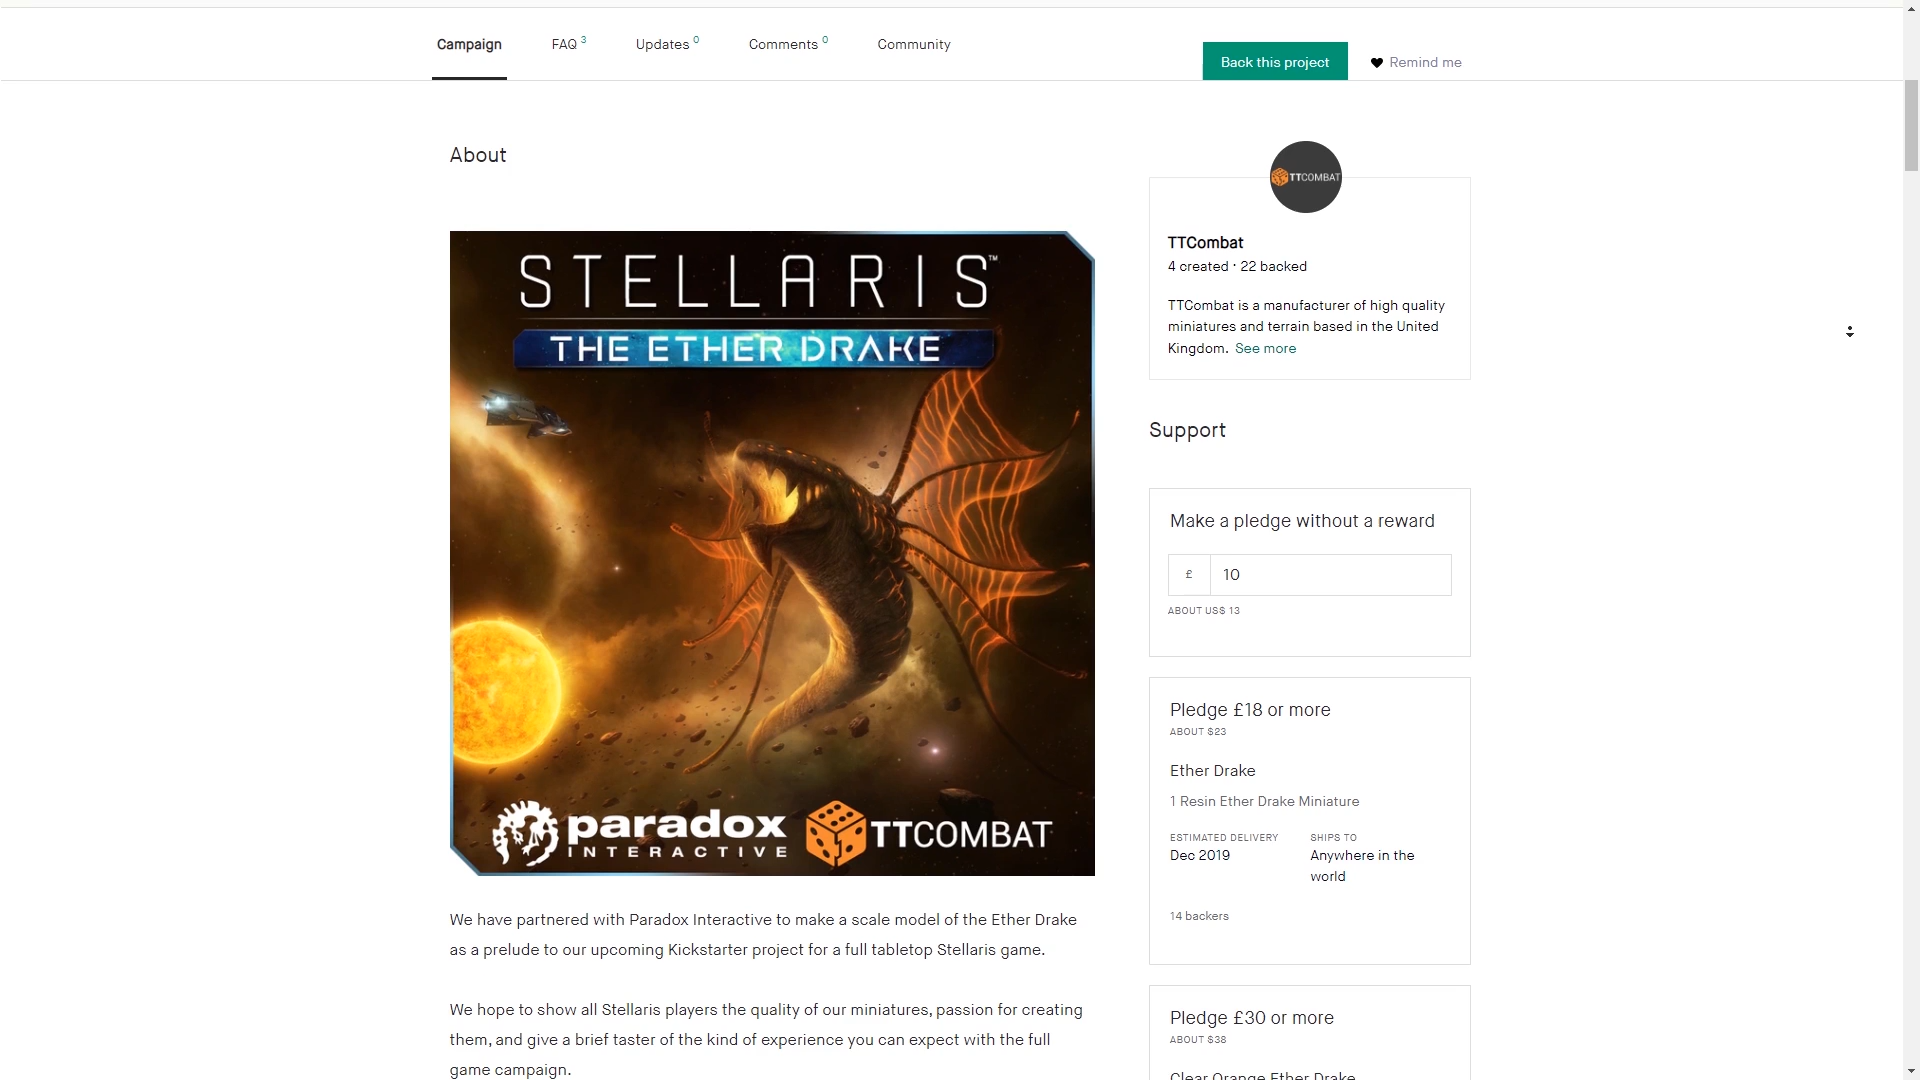 Campaign
FAQ 3
Updates 0
Comments 0
Community
Back this project
Remind me
About
STELLARIS™
THE ETHER DRAKE
paradox
INTERACTIVE
TTCOMBAT
We have partnered with Paradox Interactive to make a scale model of the Ether Drake
as a prelude to our upcoming Kickstarter project for a full tabletop Stellaris game.
We hope to show all Stellaris players the quality of our miniatures, passion for creating
them, and give a brief taster of the kind of experience you can expect with the full
game campaign.
TTCOMBAT
TTCombat
4 created · 22 backed
TTCombat is a manufacturer of high quality
miniatures and terrain based in the United
Kingdom. See more
Support
Make a pledge without a reward
£ 10
ABOUT US$ 13
Pledge £18 or more
ABOUT $23
Ether Drake
1 Resin Ether Drake Miniature
ESTIMATED DELIVERY
Dec 2019
SHIPS TO
Anywhere in the
world
14 backers
Pledge £30 or more
ABOUT $38
Clear Orange Ether Drake